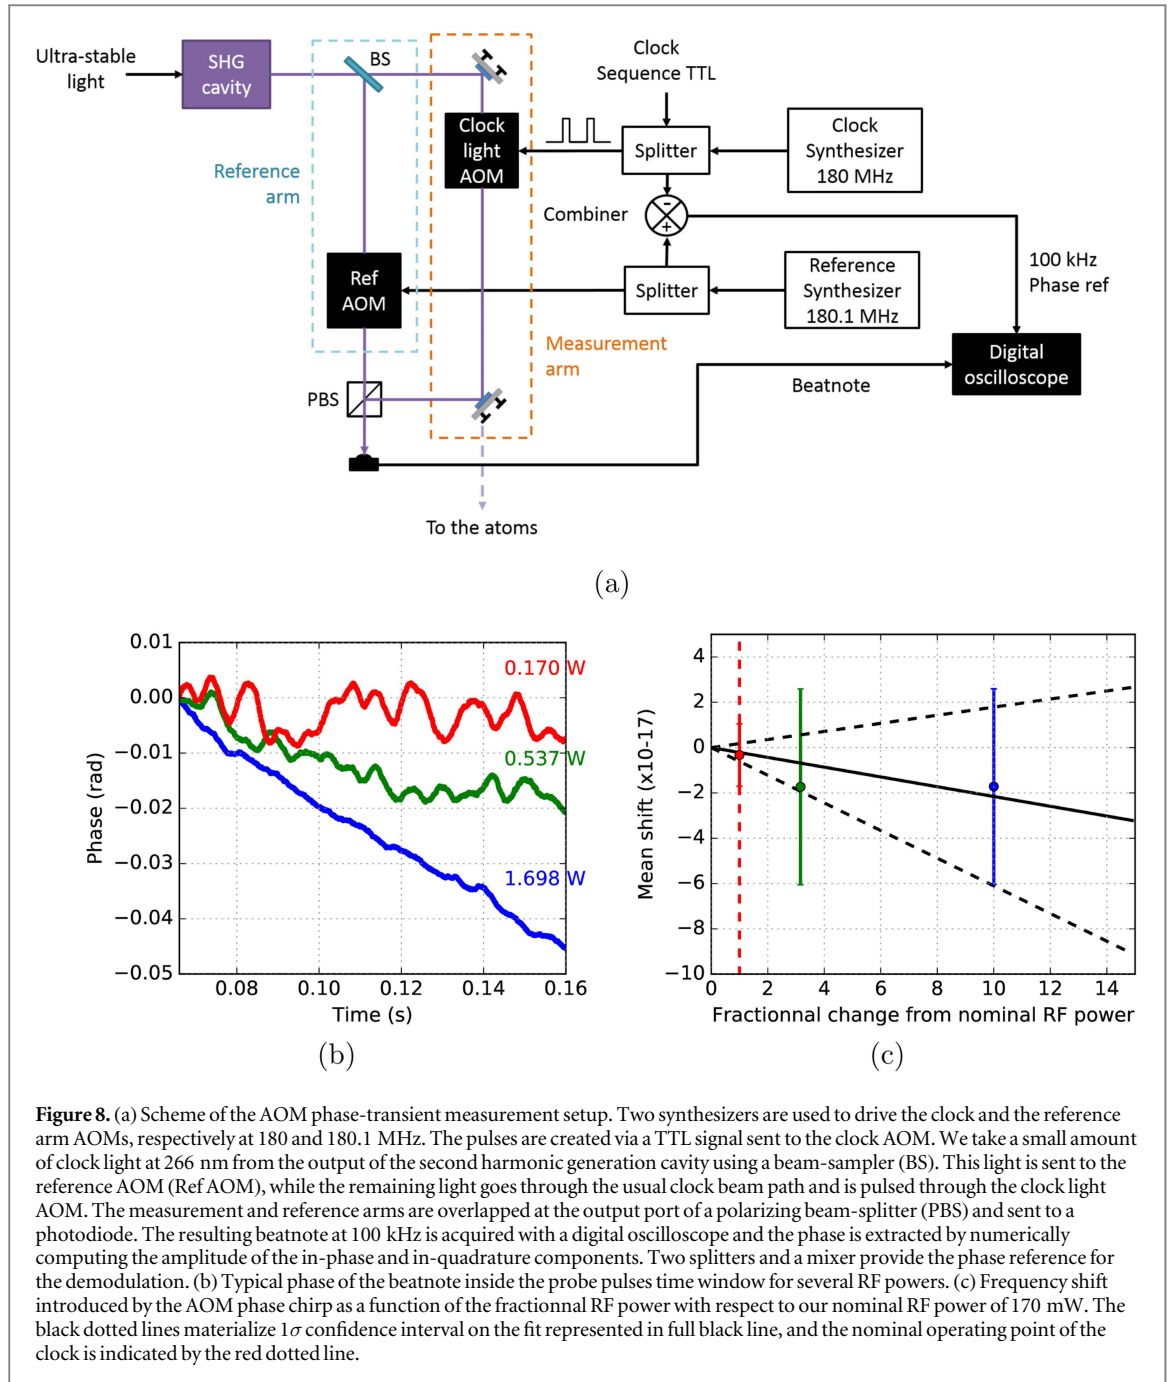 Ultra-stable
light
SHG
cavity
BS
Clock
Sequence TTL
Clock
light
AOM
Splitter
Clock
Synthesizer
180 MHz
Reference
arm
Combiner
-
+
Ref
AOM
Splitter
Reference
Synthesizer
180.1 MHz
100 kHz
Phase ref
Measurement
arm
Digital
oscilloscope
Beatnote
PBS
To the atoms
(a)
0.01
0.00
−0.01
−0.02
−0.03
−0.04
−0.05
Phase (rad)
0.170 W
0.537 W
1.698 W
0.08 0.10 0.12 0.14 0.16
Time (s)
(b)
4
2
0
−2
−4
−6
−8
−10
Mean shift (x10-17)
0 2 4 6 8 10 12 14
Fractionnal change from nominal RF power
(c)
Figure 8. (a) Scheme of the AOM phase-transient measurement setup. Two synthesizers are used to drive the clock and the reference
arm AOMs, respectively at 180 and 180.1 MHz. The pulses are created via a TTL signal sent to the clock AOM. We take a small amount
of clock light at 266 nm from the output of the second harmonic generation cavity using a beam-sampler (BS). This light is sent to the
reference AOM (Ref AOM), while the remaining light goes through the usual clock beam path and is pulsed through the clock light
AOM. The measurement and reference arms are overlapped at the output port of a polarizing beam-splitter (PBS) and sent to a
photodiode. The resulting beatnote at 100 kHz is acquired with a digital oscilloscope and the phase is extracted by numerically
computing the amplitude of the in-phase and in-quadrature components. Two splitters and a mixer provide the phase reference for
the demodulation. (b) Typical phase of the beatnote inside the probe pulses time window for several RF powers. (c) Frequency shift
introduced by the AOM phase chirp as a function of the fractionnal RF power with respect to our nominal RF power of 170 mW. The
black dotted lines materialize 1σ confidence interval on the fit represented in full black line, and the nominal operating point of the
clock is indicated by the red dotted line.